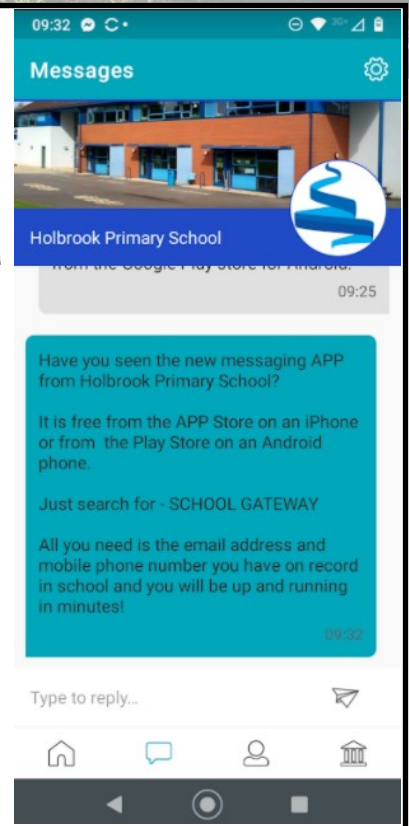 09:32
3G+
Messages
Holbrook Primary School
from the Google Play store for Android.
09:25
Have you seen the new messaging APP
from Holbrook Primary School?
It is free from the APP Store on an iPhone
or from the Play Store on an Android
phone.
Just search for - SCHOOL GATEWAY
All you need is the email address and
mobile phone number you have on record
in school and you will be up and running
in minutes!
09:32
Type to reply...